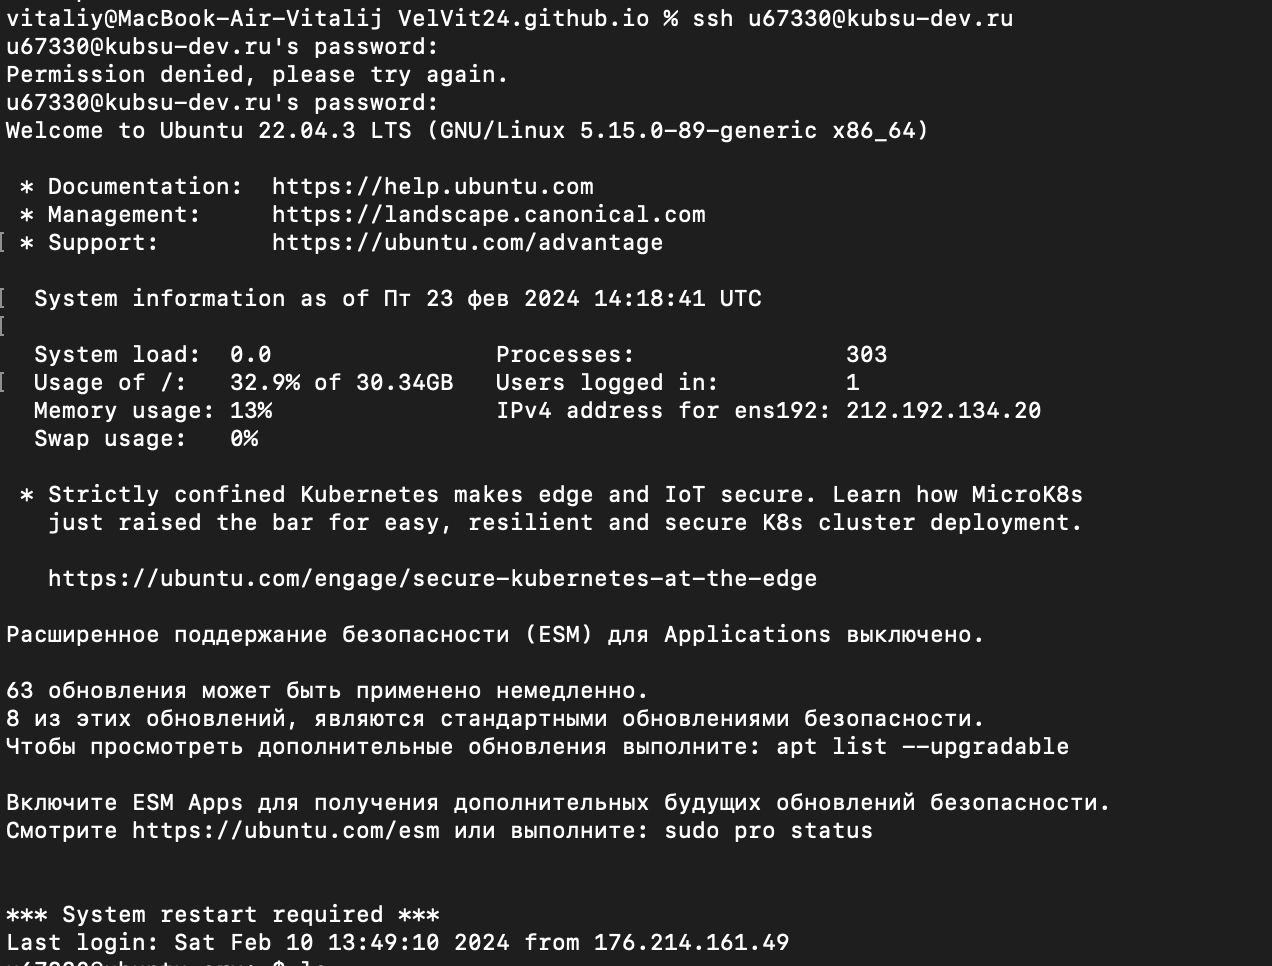 vitaliy@MacBook-Air-Vitalij VelVit24.github.io % ssh u67330@kubsu-dev.ru
u67330@kubsu-dev.ru's password:
Permission denied, please try again.
u67330@kubsu-dev.ru's password:
Welcome to Ubuntu 22.04.3 LTS (GNU/Linux 5.15.0-89-generic x86_64)
* Documentation: https://help.ubuntu.com
* Management: https://landscape.canonical.com
* Support: https://ubuntu.com/advantage
System information as of Пт 23 фев 2024 14:18:41 UTC
System load: 0.0 Processes: 303
Usage of /: 32.9% of 30.34GB Users logged in: 1
Memory usage: 13% IPv4 address for ens192: 212.192.134.20
Swap usage: 0%
* Strictly confined Kubernetes makes edge and IoT secure. Learn how MicroK8s
just raised the bar for easy, resilient and secure K8s cluster deployment.
https://ubuntu.com/engage/secure-kubernetes-at-the-edge
Расширенное поддержание безопасности (ESM) для Applications выключено.
63 обновления может быть применено немедленно.
8 из этих обновлений, являются стандартными обновлениями безопасности.
Чтобы просмотреть дополнительные обновления выполните: apt list --upgradable
Включите ESM Apps для получения дополнительных будущих обновлений безопасности.
Смотрите https://ubuntu.com/esm или выполните: sudo pro status
*** System restart required ***
Last login: Sat Feb 10 13:49:10 2024 from 176.214.161.49